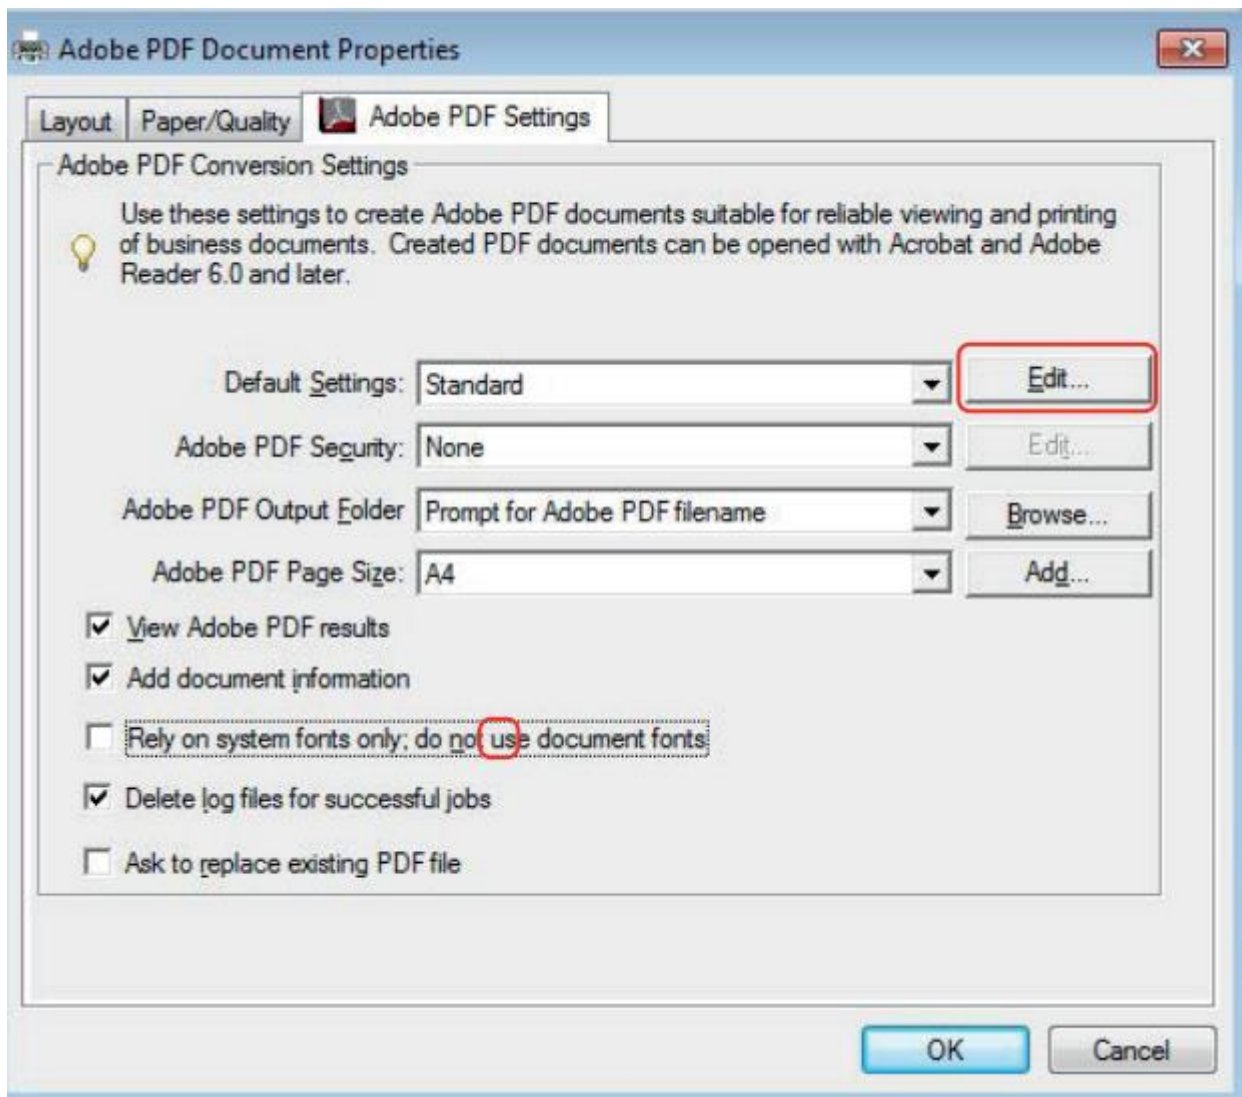 Adobe PDF Document Properties
Layout Paper/Quality Adobe PDF Settings
Adobe PDF Conversion Settings
Use these settings to create Adobe PDF documents suitable for reliable viewing and printing
of business documents. Created PDF documents can be opened with Acrobat and Adobe
Reader 6.0 and later.
Default Settings: Standard Edit...
Adobe PDF Security: None Edit...
Adobe PDF Output Folder Prompt for Adobe PDF filename Browse...
Adobe PDF Page Size: A4 Add...
View Adobe PDF results
Add document information
Rely on system fonts only; do not use document fonts
Delete log files for successful jobs
Ask to replace existing PDF file
OK Cancel